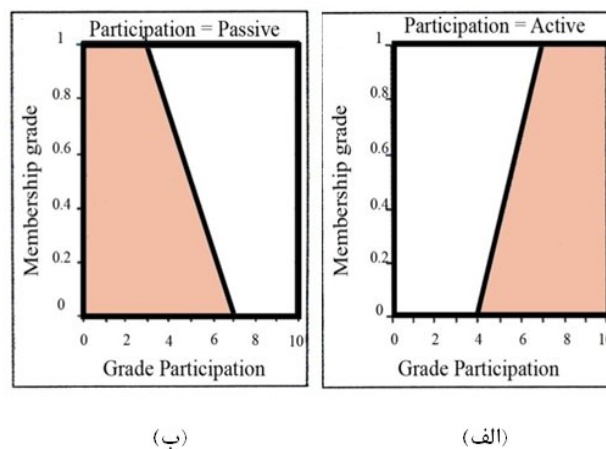 Participation = Passive
1
0.8
0.6
0.4
0.2
0
Membership grade
0 2 4 6 8 10
Grade Participation
(ب)
Participation = Active
1
0.8
0.6
0.4
0.2
0
Membership grade
0 2 4 6 8 10
Grade Participation
(الف)